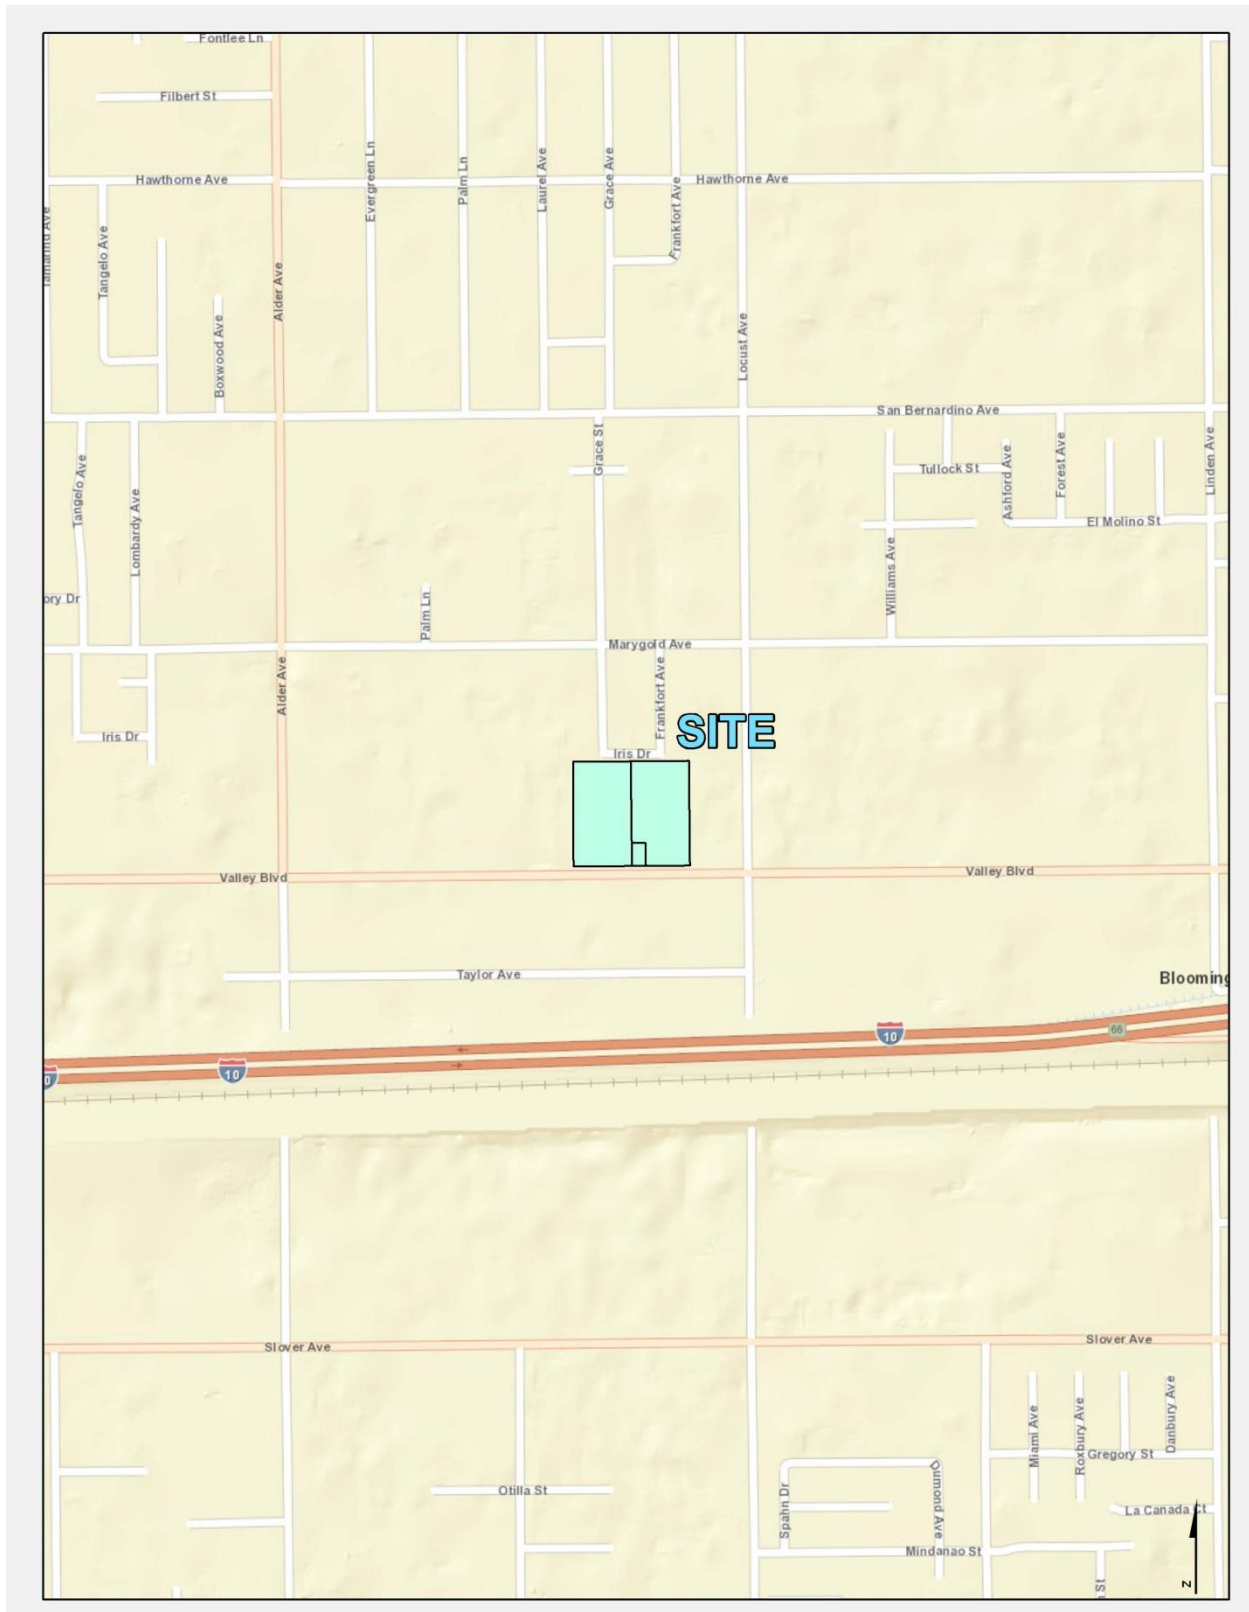 Fontlee Ln
Filbert St
Hawthorne Ave
Hawthorne Ave
Evergreen Ln
Palm Ln
Laurel Ave
Grace Ave
Frankfort Ave
Tamarind Ave
Tangelo Ave
Alder Ave
Boxwood Ave
Locust Ave
San Bernardino Ave
Grace St
Tangelo Ave
Lombardy Ave
Tullock St
Ashford Ave
Forest Ave
Linden Ave
El Molino St
Williams Ave
ory Dr
Palm Ln
Marygold Ave
Alder Ave
Frankfort Ave
SITE
Iris Dr
Iris Dr
Valley Blvd
Valley Blvd
Taylor Ave
Blooming
10
66
10
0
Slover Ave
Slover Ave
Miami Ave
Roxbury Ave
Danbury Ave
Gregory St
Otilla St
Spahn Dr
La Canada Ct
Mindanao St
St
N